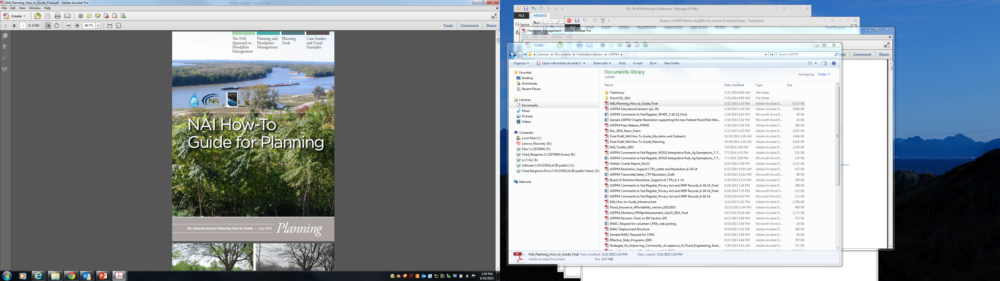 NAI_Planning_How_to_Guide_Final.pdf - Adobe Acrobat Pro
File Edit View Window Help
Create
i (1 of 88) 66.7% Tools Comment Share
The NAI Approach to Floodplain Management
Planning and Floodplain Management
Planning Tools
Case Studies and Good Examples
NAI
ASFPM
NAI How-To
Guide for Planning
No Adverse Impact Planning How-to Guide • July 2014 Planning
1:59 PM
8/10/2015
RE: TN AFPM Annual Conference - Message (HTML)
FILE MESSAGE
Ignore
Impacts of NFIP Reform-Aug2015-Ins section [Protected View] - PowerPoint
Floodplain Management - Adobe Acrobat Pro
File Edit View Window Help
Comment Share
Libraries Documents Publication Library ASFPM Search ASFPM
Organize Open with Adobe Acrobat X Share with Print E-mail Burn New folder
Favorites
Desktop
Downloads
Recent Places
Libraries
Documents
Music
Pictures
Videos
Computer
Local Disk (C:)
Lenovo_Recovery (D:)
Files (\\CISTERN) (F:)
Chad_Berginnis (\\CISTERN\Scans) (R:)
ss (\\Ss) (S:)
Software (\\FLOODSLACIE\public) (Y:)
Chad Berginnis Drive (\\FLOODSLACIE\public\Users) (Z:)
Network
Documents library
ASFPM
Arrange by: Folder
Name Date modified Type Size
Testimony 7/25/2014 8:09 AM File folder
Flood 101_2011 7/25/2014 8:09 AM File folder
NAI_Planning_How_to_Guide_Final 5/21/2015 1:33 PM Adobe Acrobat D... 8,373 KB
ASFPM-EducationOutreach-(p1-20) 4/29/2015 5:34 PM Adobe Acrobat D... 5,850 KB
ASFPM Comments to Fed Register_SFHDF_2-16-15_Final 2/16/2015 8:10 PM Microsoft Word D... 95 KB
Sample ASFPM Chapter Resolution supporting the new Federal Flood Risk Man... 2/16/2015 1:01 PM Microsoft Word D... 14 KB
ASFPM Press Release_FFRMS 1/30/2015 3:34 PM Adobe Acrobat D... 266 KB
Dec_2014_News_Views 1/22/2015 4:15 PM Adobe Acrobat D... 2,057 KB
Final Draft_NAI How To Guide_Education and Outreach 10/26/2014 3:20 AM Adobe Acrobat D... 2,466 KB
Final Draft_NAI How To Guide_Planning 10/26/2014 3:19 AM Adobe Acrobat D... 4,010 KB
NAI_Toolkit_2003 7/8/2014 1:04 PM Adobe Acrobat D... 2,145 KB
ASFPM Comments to Fed Register_WOUS Interpretive Rule_Ag Exemptions_7-7... 7/7/2014 4:35 PM Adobe Acrobat D... 151 KB
ASFPM Comments to Fed Register_WOUS Interpretive Rule_Ag Exemptions_7-7... 7/7/2014 2:09 PM Microsoft Word D... 114 KB
Holistic Coasts Report_Dec13 6/25/2014 2:50 PM Adobe Acrobat D... 3,122 KB
ASFPM Resolution_Support CTPs_Letter and Resolution_6-20-14 6/23/2014 10:05 AM Adobe Acrobat D... 437 KB
ASFPM Transmittal letter_CTP Resolution_Draft 6/20/2014 12:42 PM Microsoft Word D... 96 KB
Board of Directors Resolution_Support of CTPs_6-1-14 6/20/2014 12:23 PM Adobe Acrobat D... 299 KB
ASFPM Comments to Fed Register_Privacy Act and NFIP Records_6-18-14_Final 6/18/2014 7:26 PM Adobe Acrobat D... 208 KB
ASFPM Comments to Fed Register_Privacy Act and NFIP Records_6-18-14_Final 6/18/2014 7:25 PM Microsoft Word D... 112 KB
ASFPM Comments to Fed Register_Privacy Act and NFIP Records_6-18-14 6/18/2014 6:43 PM Microsoft Word D... 112 KB
NAI_How-to-Guide_Infrastructure 11/6/2013 1:41 PM Adobe Acrobat D... 2,706 KB
Flood_Insurance_Affordability_version_10222013 10/25/2013 1:44 PM Adobe Acrobat D... 469 KB
ASFPM_Montana_FPMgmtAssessment_July15_2011_Final 10/3/2013 8:28 AM Adobe Acrobat D... 1,171 KB
ASFPM Decision Chart on BW Section 205 10/2/2013 3:09 PM Adobe Acrobat D... 572 KB
EMAC_Request for volunteer CFMs_web posting 9/19/2013 3:54 PM Microsoft Word D... 18 KB
EMAC Deployment Brochure 9/19/2013 3:51 PM Adobe Acrobat D... 366 KB
Sample EMAC Request for CFMs 9/19/2013 3:50 PM Adobe Acrobat D... 94 KB
Effective_State_Programs_2003 8/27/2013 4:44 PM Adobe Acrobat D... 797 KB
Strategies_for_Improving_Community_Acceptance_of_Flood_Engineering_Stud... 7/29/2013 8:14 AM Adobe Acrobat D... 711 KB
NAI_Planning_How_to_Guide_Final Date modified: 5/21/2015 1:33 PM Date created: 5/21/2015 1:33 PM
Adobe Acrobat Document Size: 8.17 MB